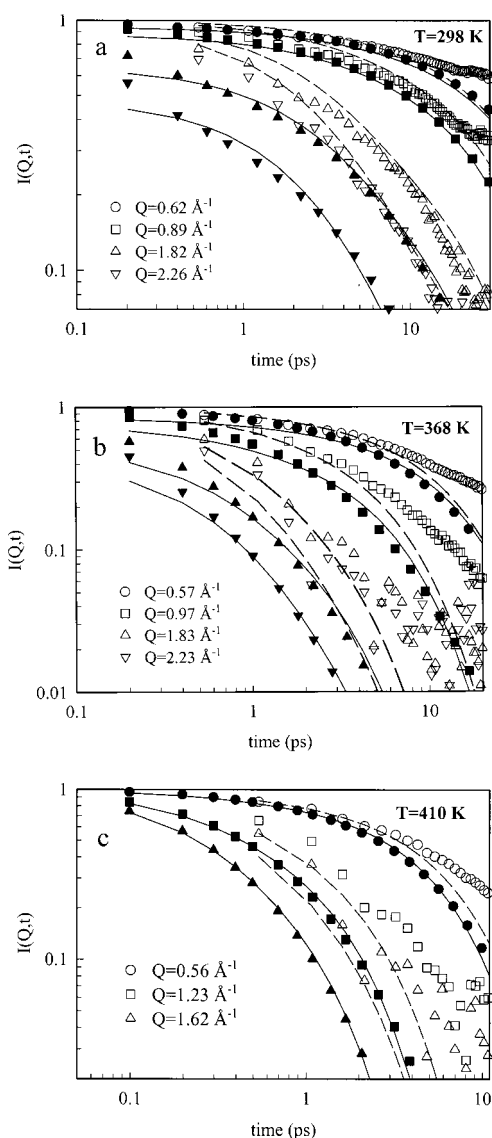 a
T=298 K
1
0.1
I(Q,t)
Q=0.62 Å⁻¹
Q=0.89 Å⁻¹
Q=1.82 Å⁻¹
Q=2.26 Å⁻¹
0.1 1 10
time (ps)
b
T=368 K
1
0.1
0.01
I(Q,t)
Q=0.57 Å⁻¹
Q=0.97 Å⁻¹
Q=1.83 Å⁻¹
Q=2.23 Å⁻¹
0.1 1 10
time (ps)
c
T=410 K
1
0.1
I(Q,t)
Q=0.56 Å⁻¹
Q=1.23 Å⁻¹
Q=1.62 Å⁻¹
0.1 1 10
time (ps)